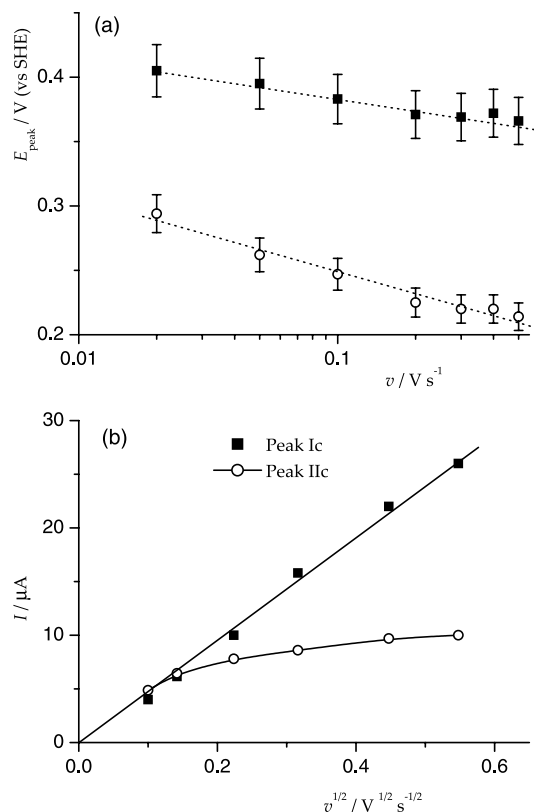 (a)
0.4
0.3
0.2
E_peak / V (vs SHE)
0.01
0.1
v / V s⁻¹
(b)
30
20
10
0
Peak Ic
Peak IIc
I / μA
0.0
0.2
0.4
0.6
v^1/2 / V^1/2 s^-1/2